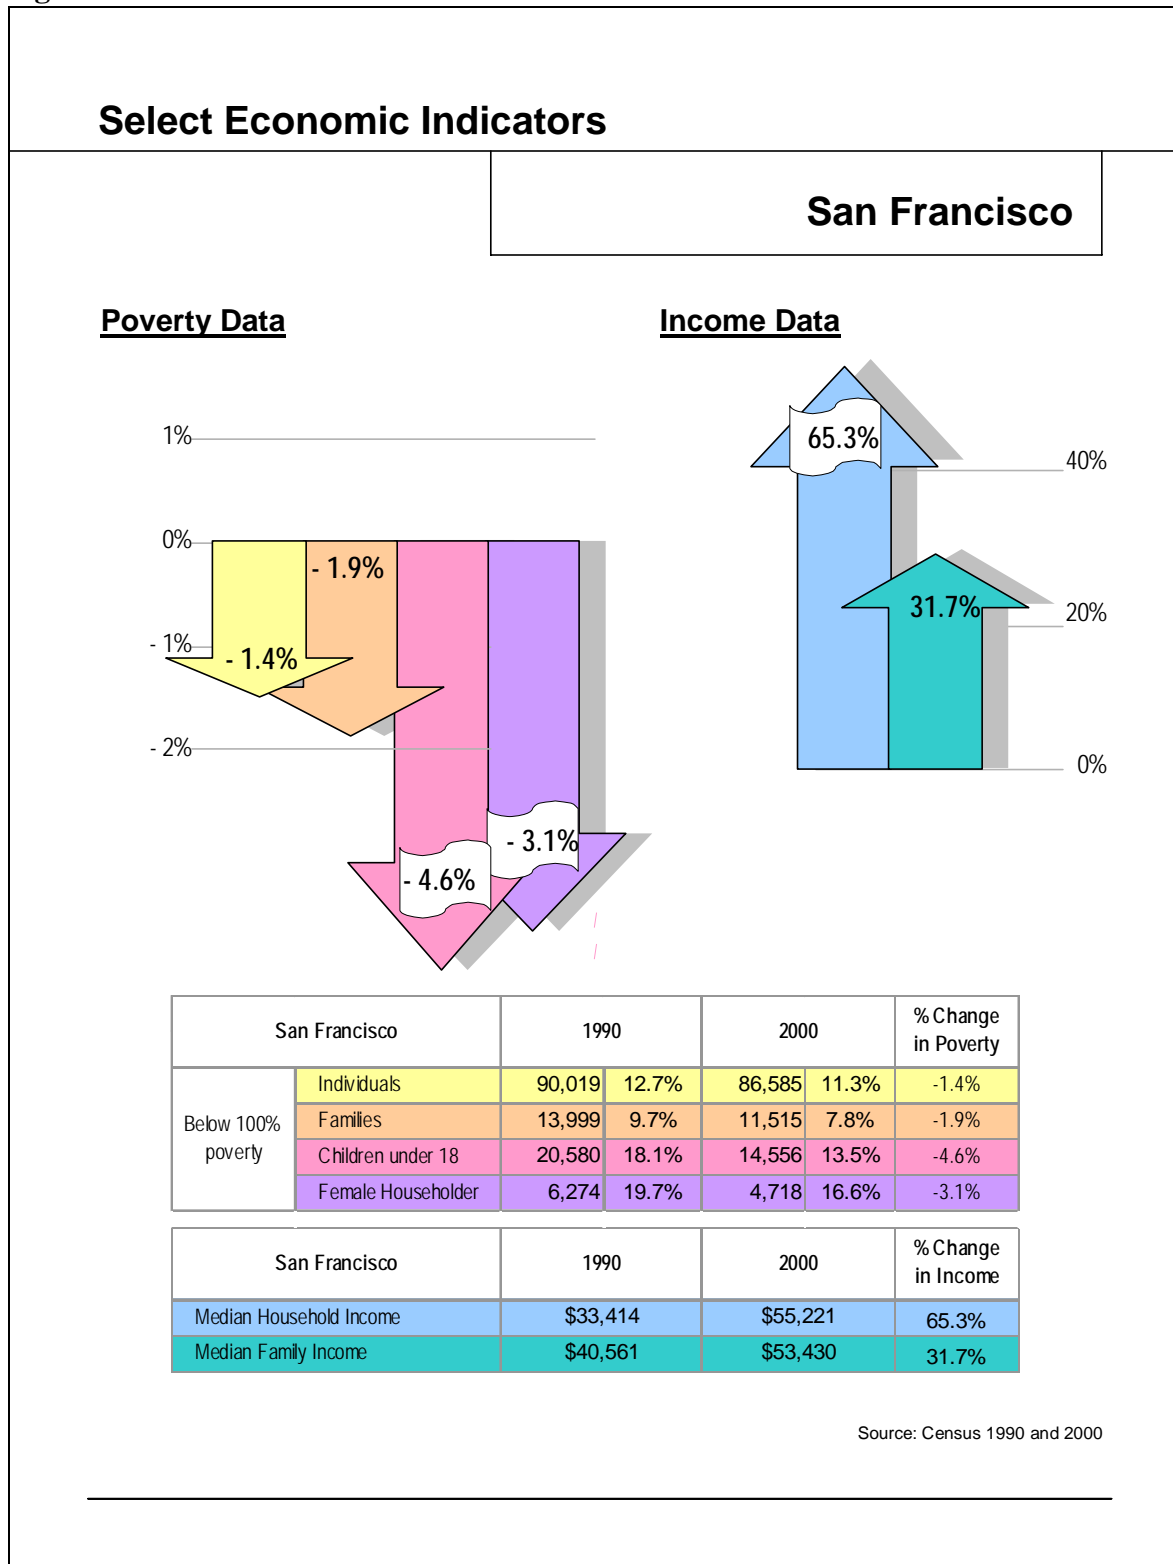 Select Economic Indicators
San Francisco
Poverty Data
Income Data
1%
0%
- 1%
- 2%
- 1.4%
- 1.9%
- 4.6%
- 3.1%
65.3%
31.7%
40%
20%
0%
San Francisco 1990 2000 % Change in Poverty
Below 100% poverty
Individuals 90,019 12.7% 86,585 11.3% -1.4%
Families 13,999 9.7% 11,515 7.8% -1.9%
Children under 18 20,580 18.1% 14,556 13.5% -4.6%
Female Householder 6,274 19.7% 4,718 16.6% -3.1%
San Francisco 1990 2000 % Change in Income
Median Household Income $33,414 $55,221 65.3%
Median Family Income $40,561 $53,430 31.7%
Source: Census 1990 and 2000